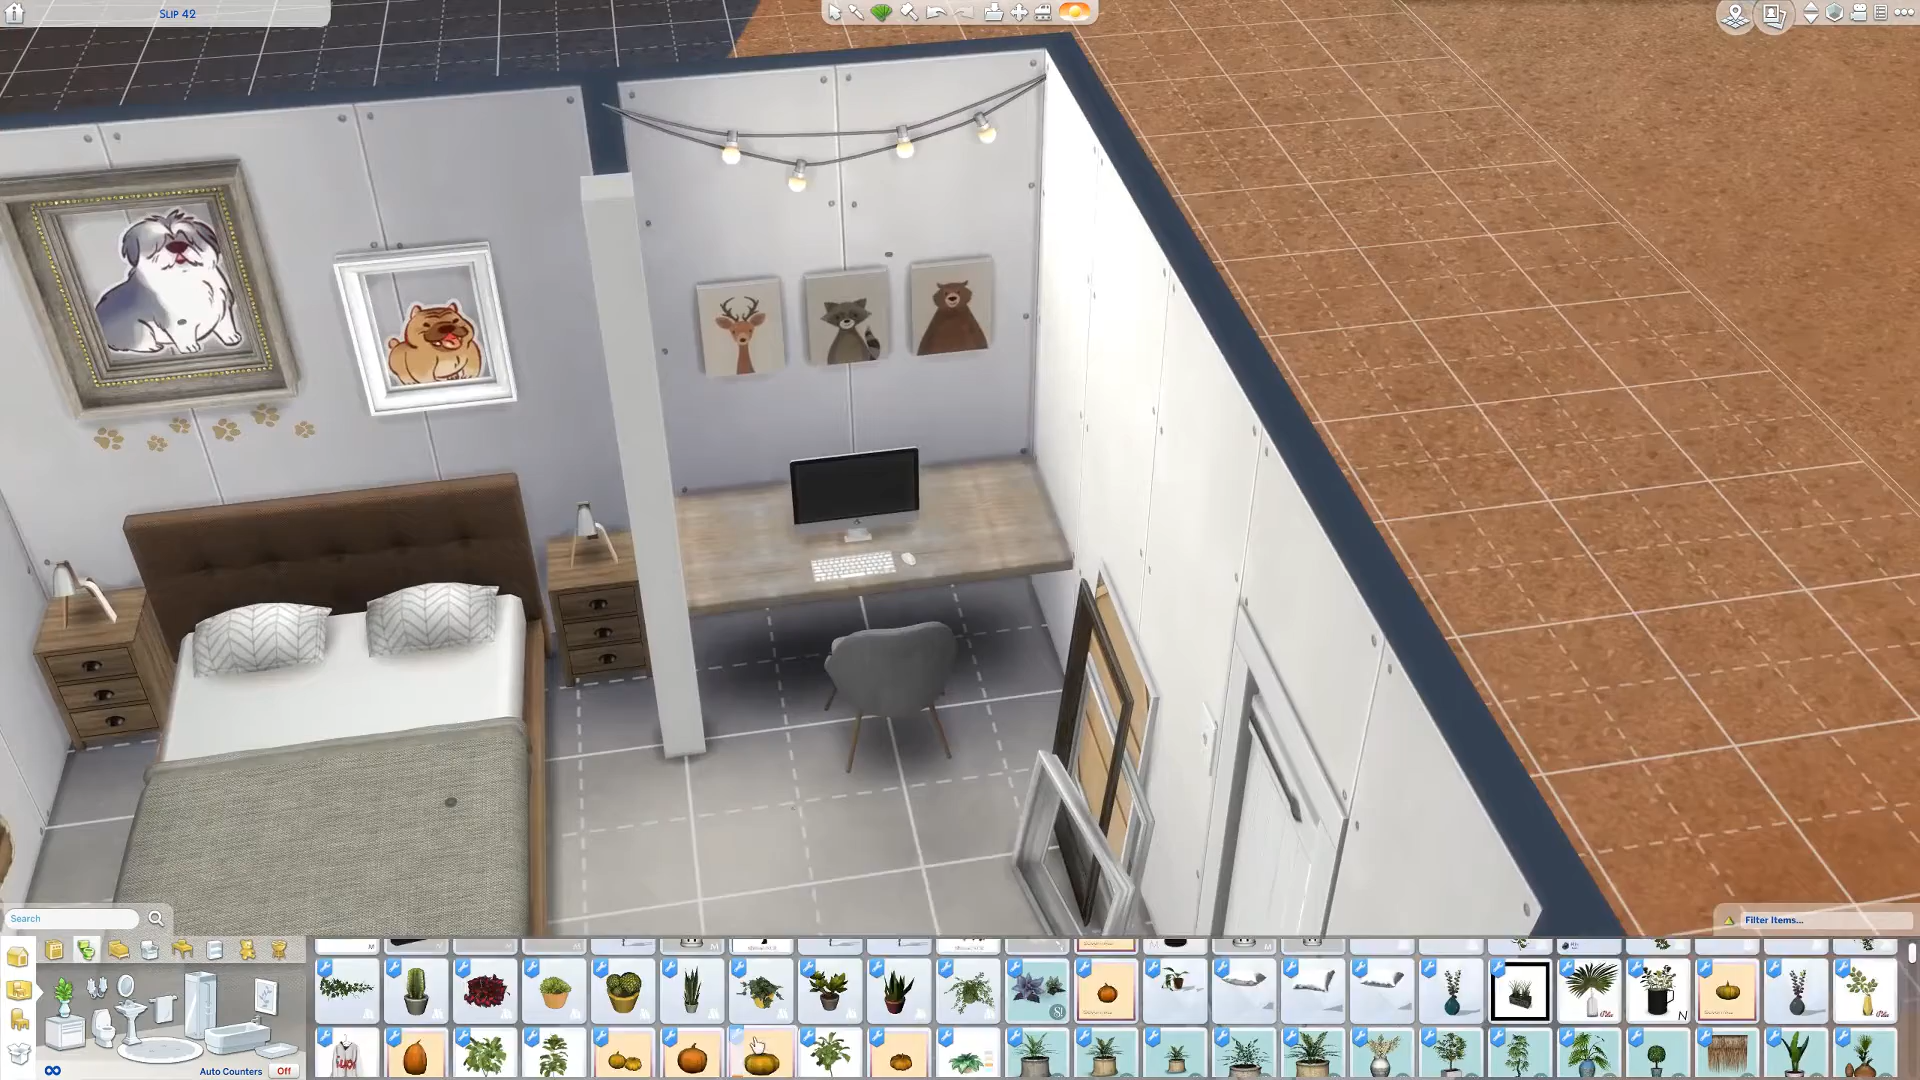 SLIP 42
Search
Filter Items...
Auto Counters
Off